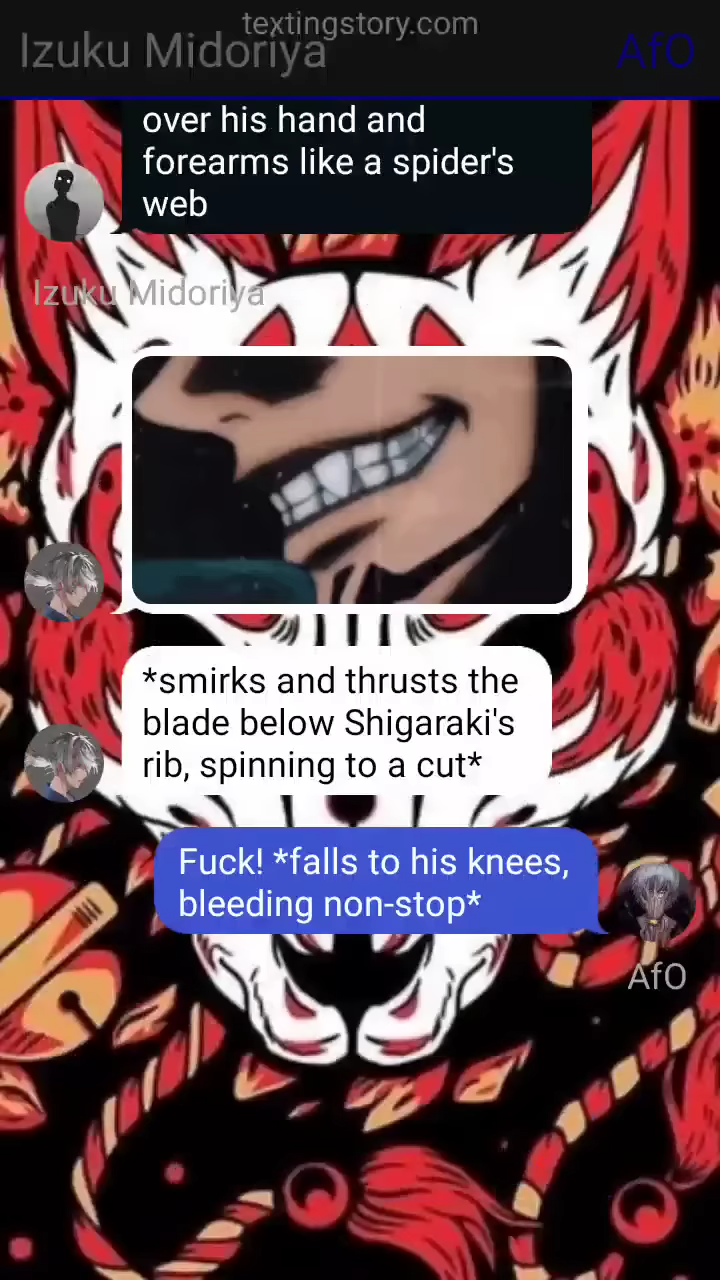 textingstory.com
Izuku Midoriya
AfO
over his hand and
forearms like a spider's
web
Izuku Midoriya
*smirks and thrusts the
blade below Shigaraki's
rib, spinning to a cut*
Fuck! *falls to his knees,
bleeding non-stop*
AfO